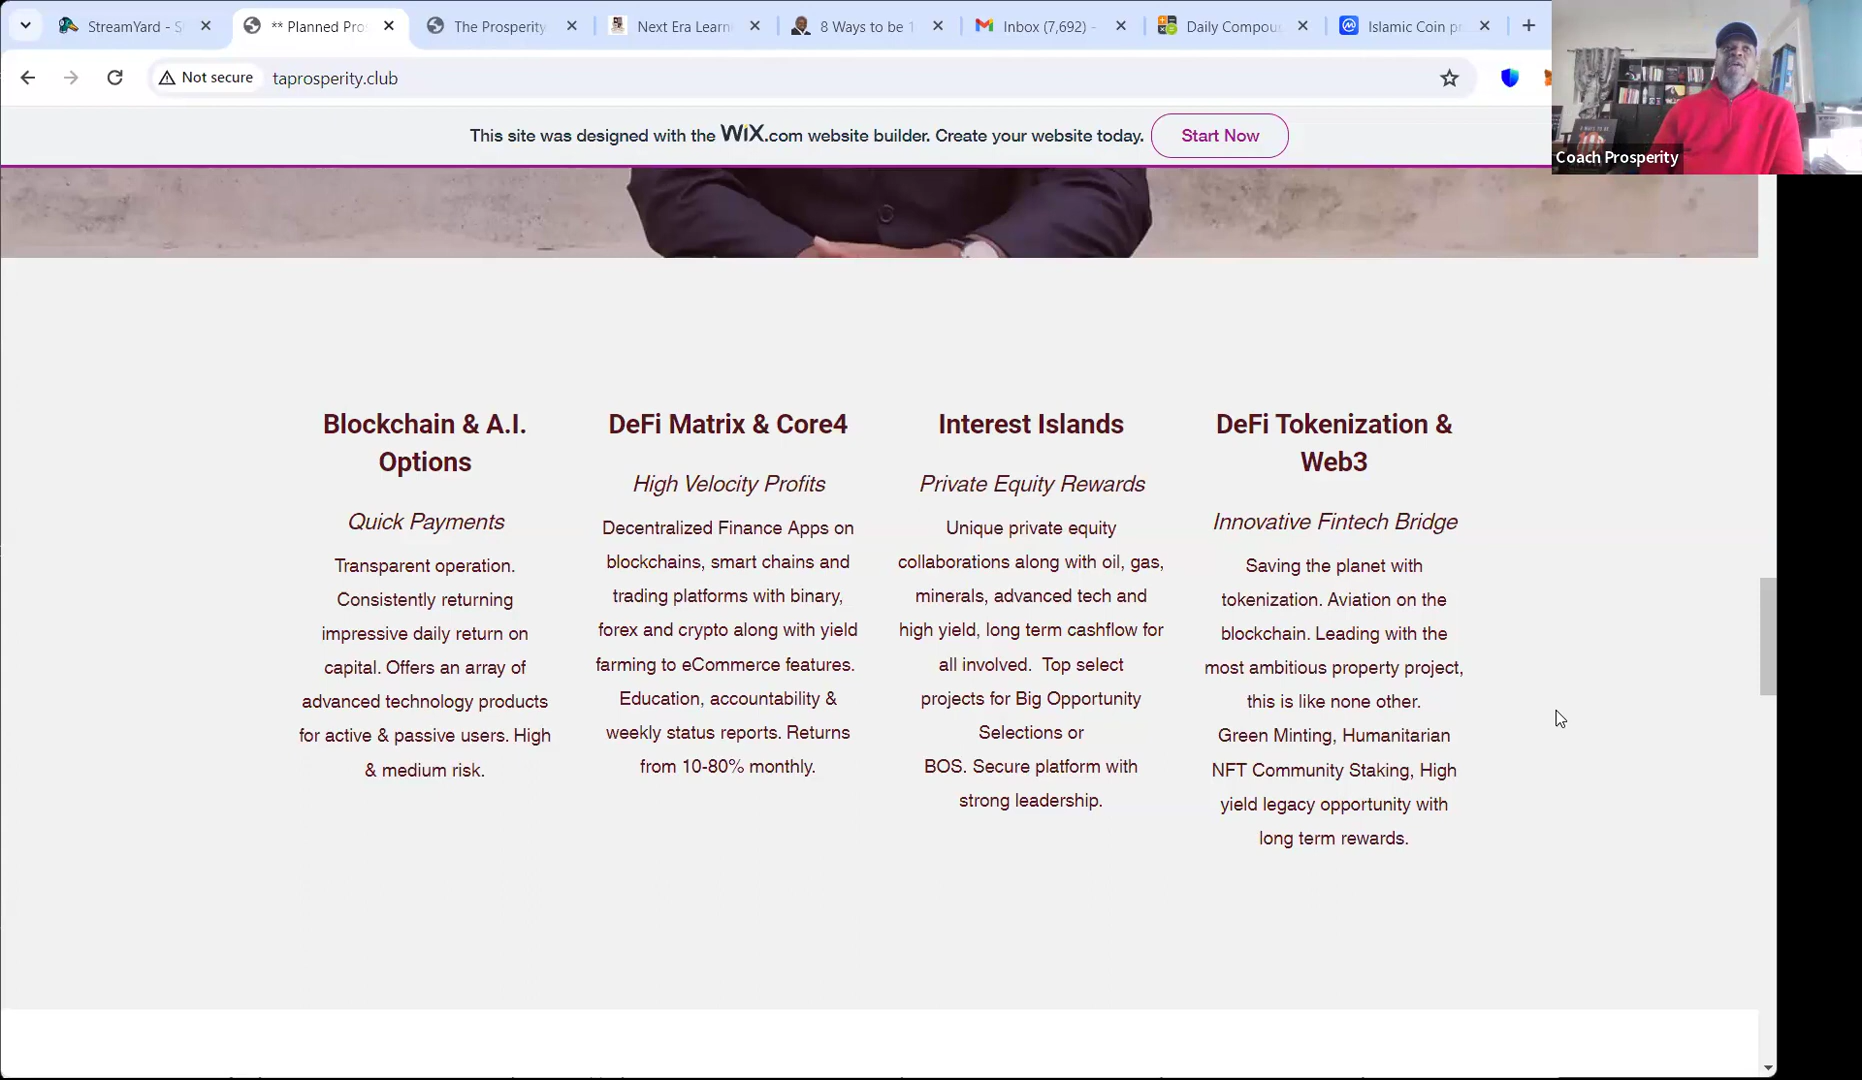 StreamYard - S
** Planned Pro
The Prosperity
Next Era Learn
8 Ways to be 1
Inbox (7,692) -
Daily Compou
Islamic Coin p
Not secure
taprosperity.club
This site was designed with the WiX.com website builder. Create your website today.
Start Now
Coach Prosperity
Blockchain & A.I.
Options
Quick Payments
Transparent operation.
Consistently returning
impressive daily return on
capital. Offers an array of
advanced technology products
for active & passive users. High
& medium risk.
DeFi Matrix & Core4
High Velocity Profits
Decentralized Finance Apps on
blockchains, smart chains and
trading platforms with binary,
forex and crypto along with yield
farming to eCommerce features.
Education, accountability &
weekly status reports. Returns
from 10-80% monthly.
Interest Islands
Private Equity Rewards
Unique private equity
collaborations along with oil, gas,
minerals, advanced tech and
high yield, long term cashflow for
all involved. Top select
projects for Big Opportunity
Selections or
BOS. Secure platform with
strong leadership.
DeFi Tokenization &
Web3
Innovative Fintech Bridge
Saving the planet with
tokenization. Aviation on the
blockchain. Leading with the
most ambitious property project,
this is like none other.
Green Minting, Humanitarian
NFT Community Staking, High
yield legacy opportunity with
long term rewards.